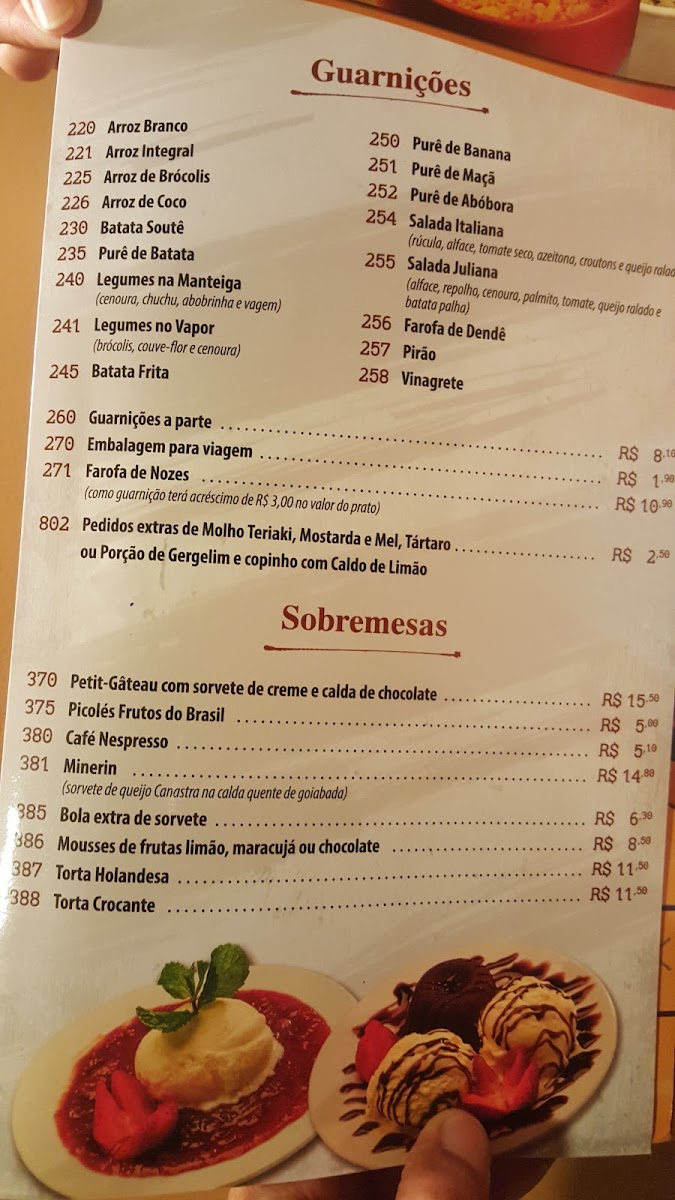 Guarnições
220 Arroz Branco
221 Arroz Integral
225 Arroz de Brócolis
226 Arroz de Coco
230 Batata Soutê
235 Purê de Batata
240 Legumes na Manteiga
(cenoura, chuchu, abobrinha e vagem)
241 Legumes no Vapor
(brócolis, couve-flor e cenoura)
245 Batata Frita
250 Purê de Banana
251 Purê de Maçã
252 Purê de Abóbora
254 Salada Italiana
(rúcula, alface, tomate seco, azeitona, croutons e queijo ralad
255 Salada Juliana
(alface, repolho, cenoura, palmito, tomate, queijo ralado e
batata palha)
256 Farofa de Dendê
257 Pirão
258 Vinagrete
260 Guarnições a parte R$ 8,10
270 Embalagem para viagem R$ 1,90
271 Farofa de Nozes R$ 10,90
(como guarnição terá acréscimo de R$ 3,00 no valor do prato)
802 Pedidos extras de Molho Teriaki, Mostarda e Mel, Tártaro R$ 2,50
ou Porção de Gergelim e copinho com Caldo de Limão
Sobremesas
370 Petit-Gâteau com sorvete de creme e calda de chocolate R$ 15,50
375 Picolés Frutos do Brasil R$ 5,00
380 Café Nespresso R$ 5,10
381 Minerin R$ 14,80
(sorvete de queijo Canastra na calda quente de goiabada)
385 Bola extra de sorvete R$ 6,30
386 Mousses de frutas limão, maracujá ou chocolate R$ 8,50
387 Torta Holandesa R$ 11,50
388 Torta Crocante R$ 11,50